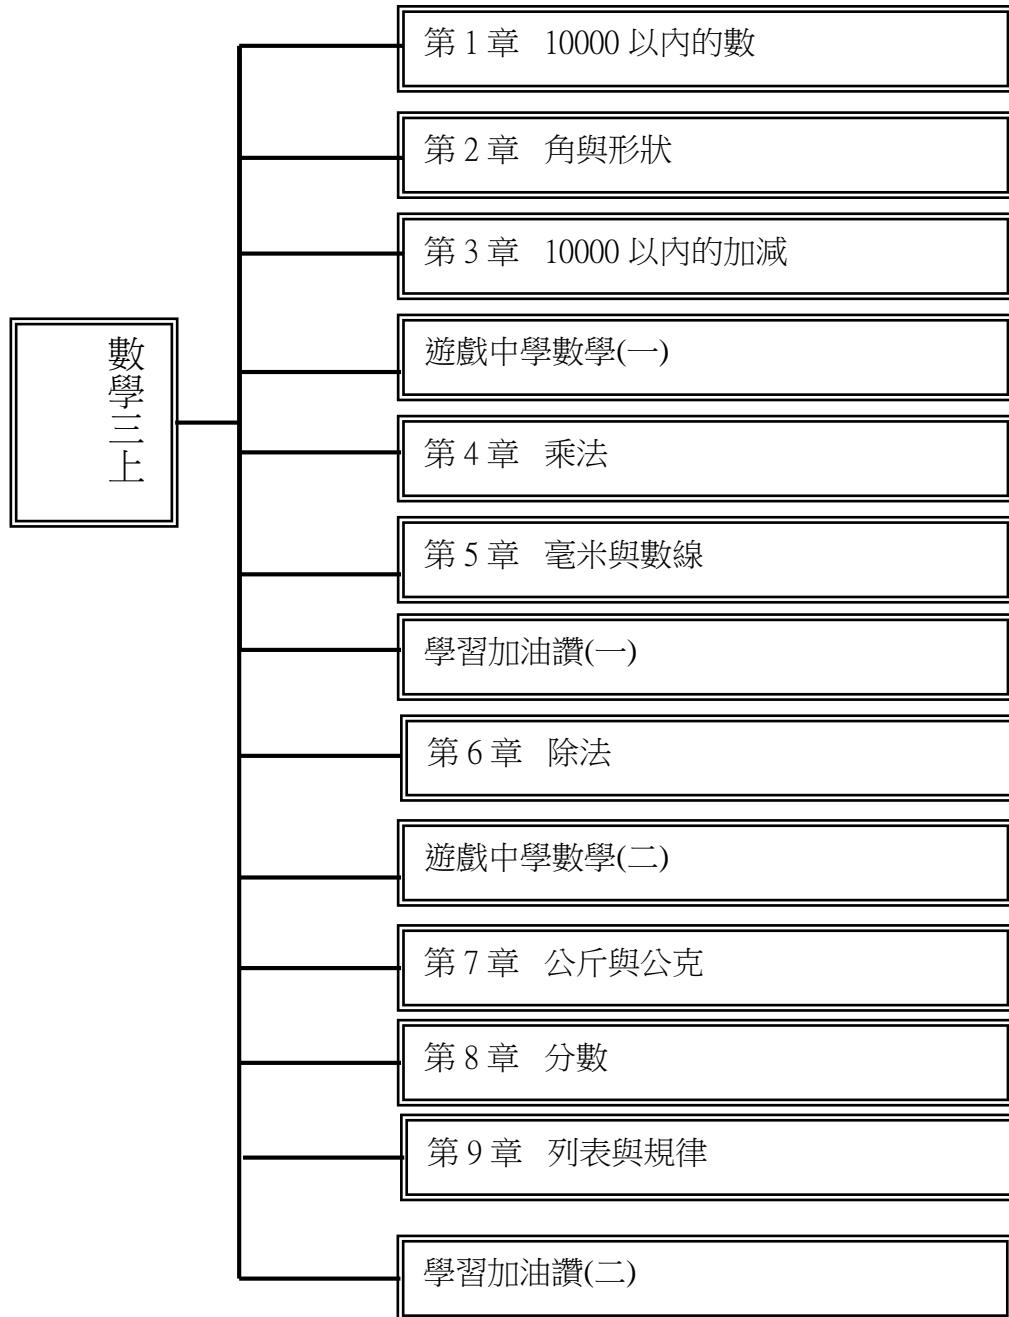 第 1 章 10000 以內的數
第 2 章 角與形狀
第 3 章 10000 以內的加減
遊戲中學數學(一)
數學三上
第 4 章 乘法
第 5 章 毫米與數線
學習加油讚(一)
第 6 章 除法
遊戲中學數學(二)
第 7 章 公斤與公克
第 8 章 分數
第 9 章 列表與規律
學習加油讚(二)